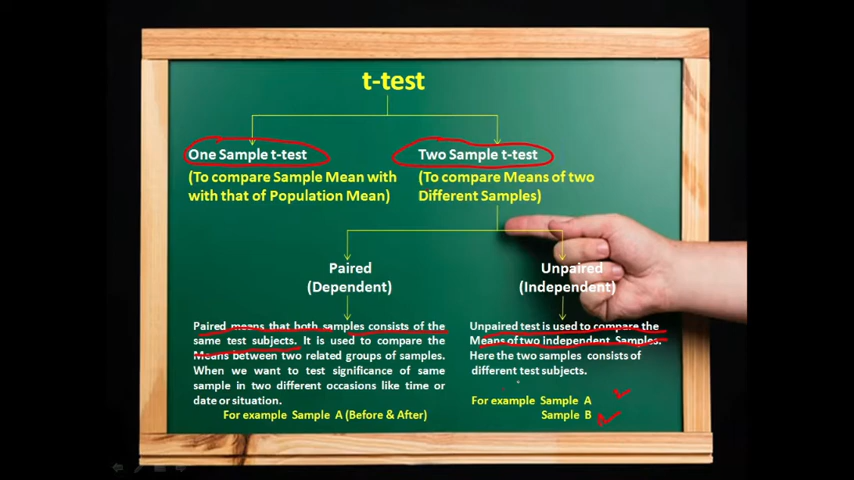 t-test
One Sample t-test
(To compare Sample Mean with
with that of Population Mean)
Two Sample t-test
(To compare Means of two
Different Samples)
Paired
(Dependent)
Paired means that both samples consists of the
same test subjects. It is used to compare the
Means between two related groups of samples.
When we want to test significance of same
sample in two different occasions like time or
date or situation.
For example Sample A (Before & After)
Unpaired
(Independent)
Unpaired test is used to compare the
Means of two independent Samples.
Here the two samples consists of
different test subjects.
For example Sample A
Sample B